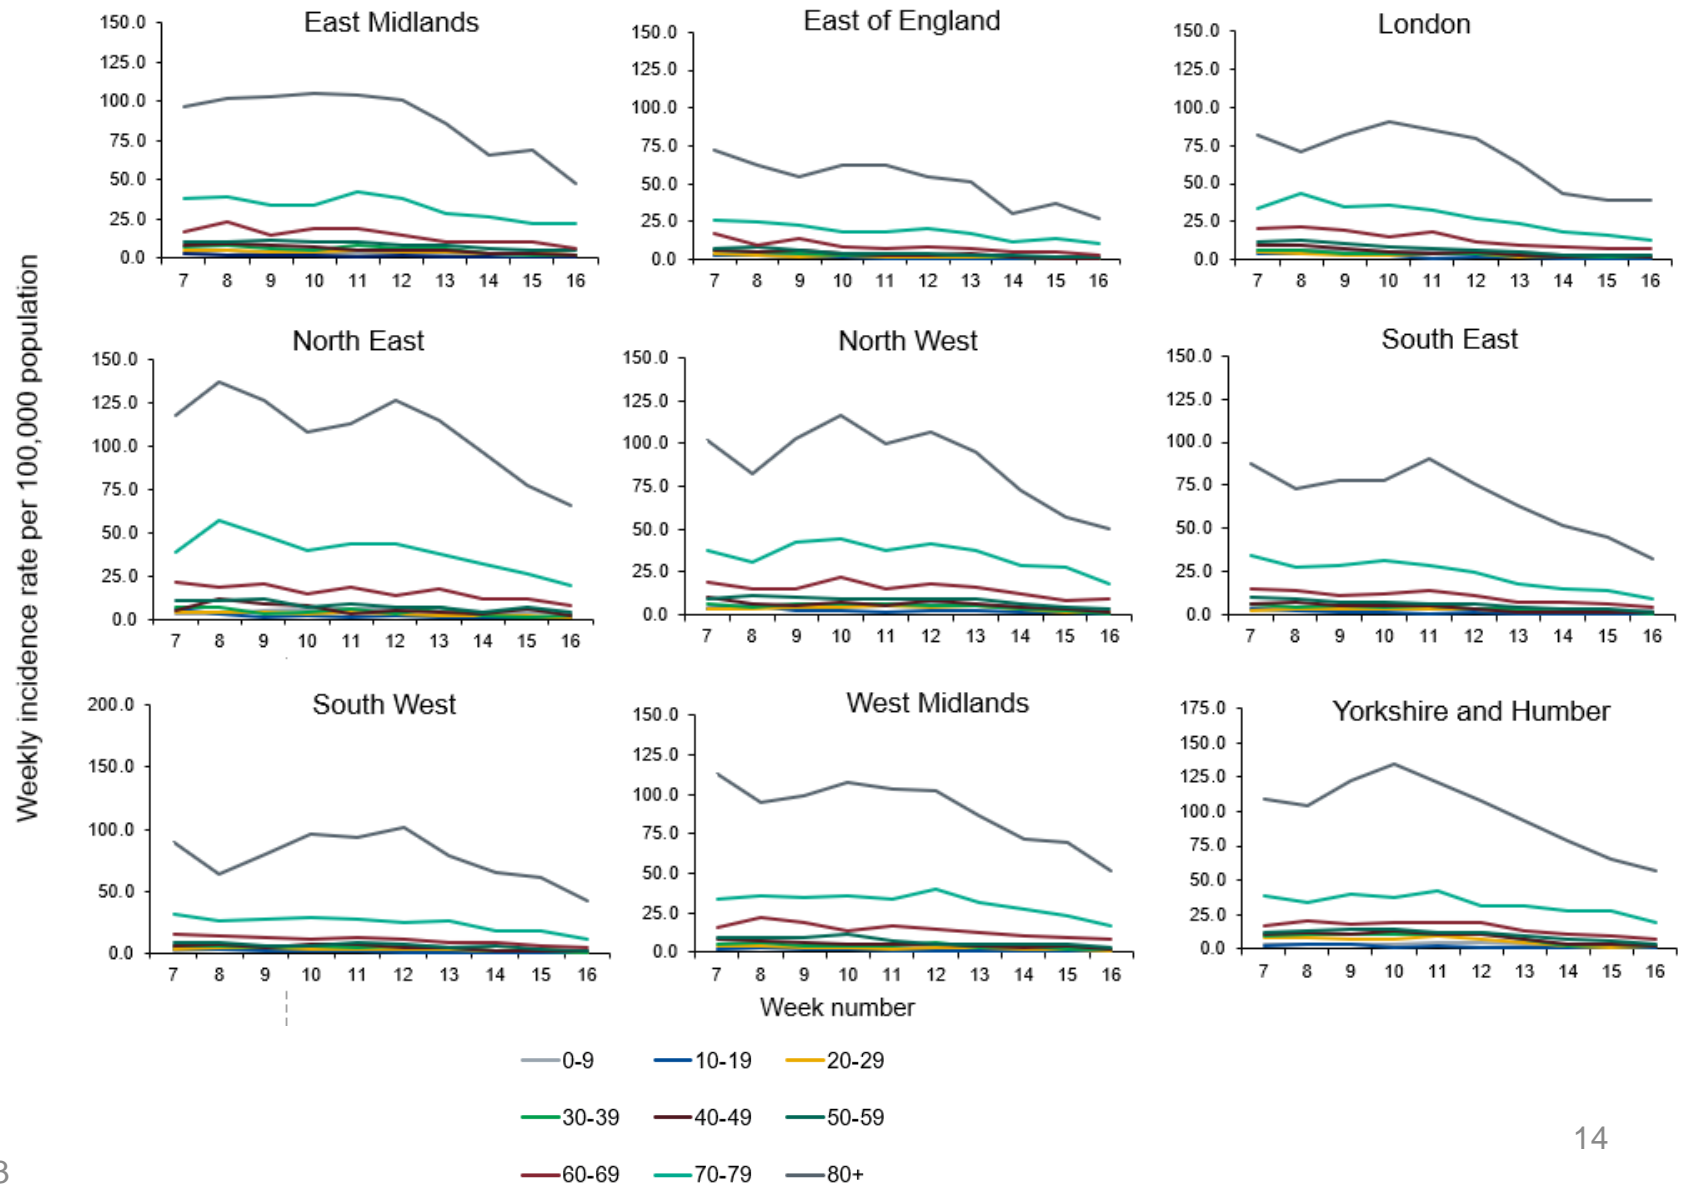 Weekly incidence rate per 100,000 population
East Midlands
150.0
125.0
100.0
75.0
50.0
25.0
0.0
7 8 9 10 11 12 13 14 15 16
East of England
150.0
125.0
100.0
75.0
50.0
25.0
0.0
7 8 9 10 11 12 13 14 15 16
London
150.0
125.0
100.0
75.0
50.0
25.0
0.0
7 8 9 10 11 12 13 14 15 16
North East
150.0
125.0
100.0
75.0
50.0
25.0
0.0
7 8 9 10 11 12 13 14 15 16
North West
150.0
125.0
100.0
75.0
50.0
25.0
0.0
7 8 9 10 11 12 13 14 15 16
South East
150.0
125.0
100.0
75.0
50.0
25.0
0.0
7 8 9 10 11 12 13 14 15 16
South West
200.0
150.0
100.0
50.0
0.0
7 8 9 10 11 12 13 14 15 16
West Midlands
150.0
125.0
100.0
75.0
50.0
25.0
0.0
7 8 9 10 11 12 13 14 15 16
Yorkshire and Humber
175.0
150.0
125.0
100.0
75.0
50.0
25.0
0.0
7 8 9 10 11 12 13 14 15 16
Week number
0-9 10-19 20-29
30-39 40-49 50-59
60-69 70-79 80+
14